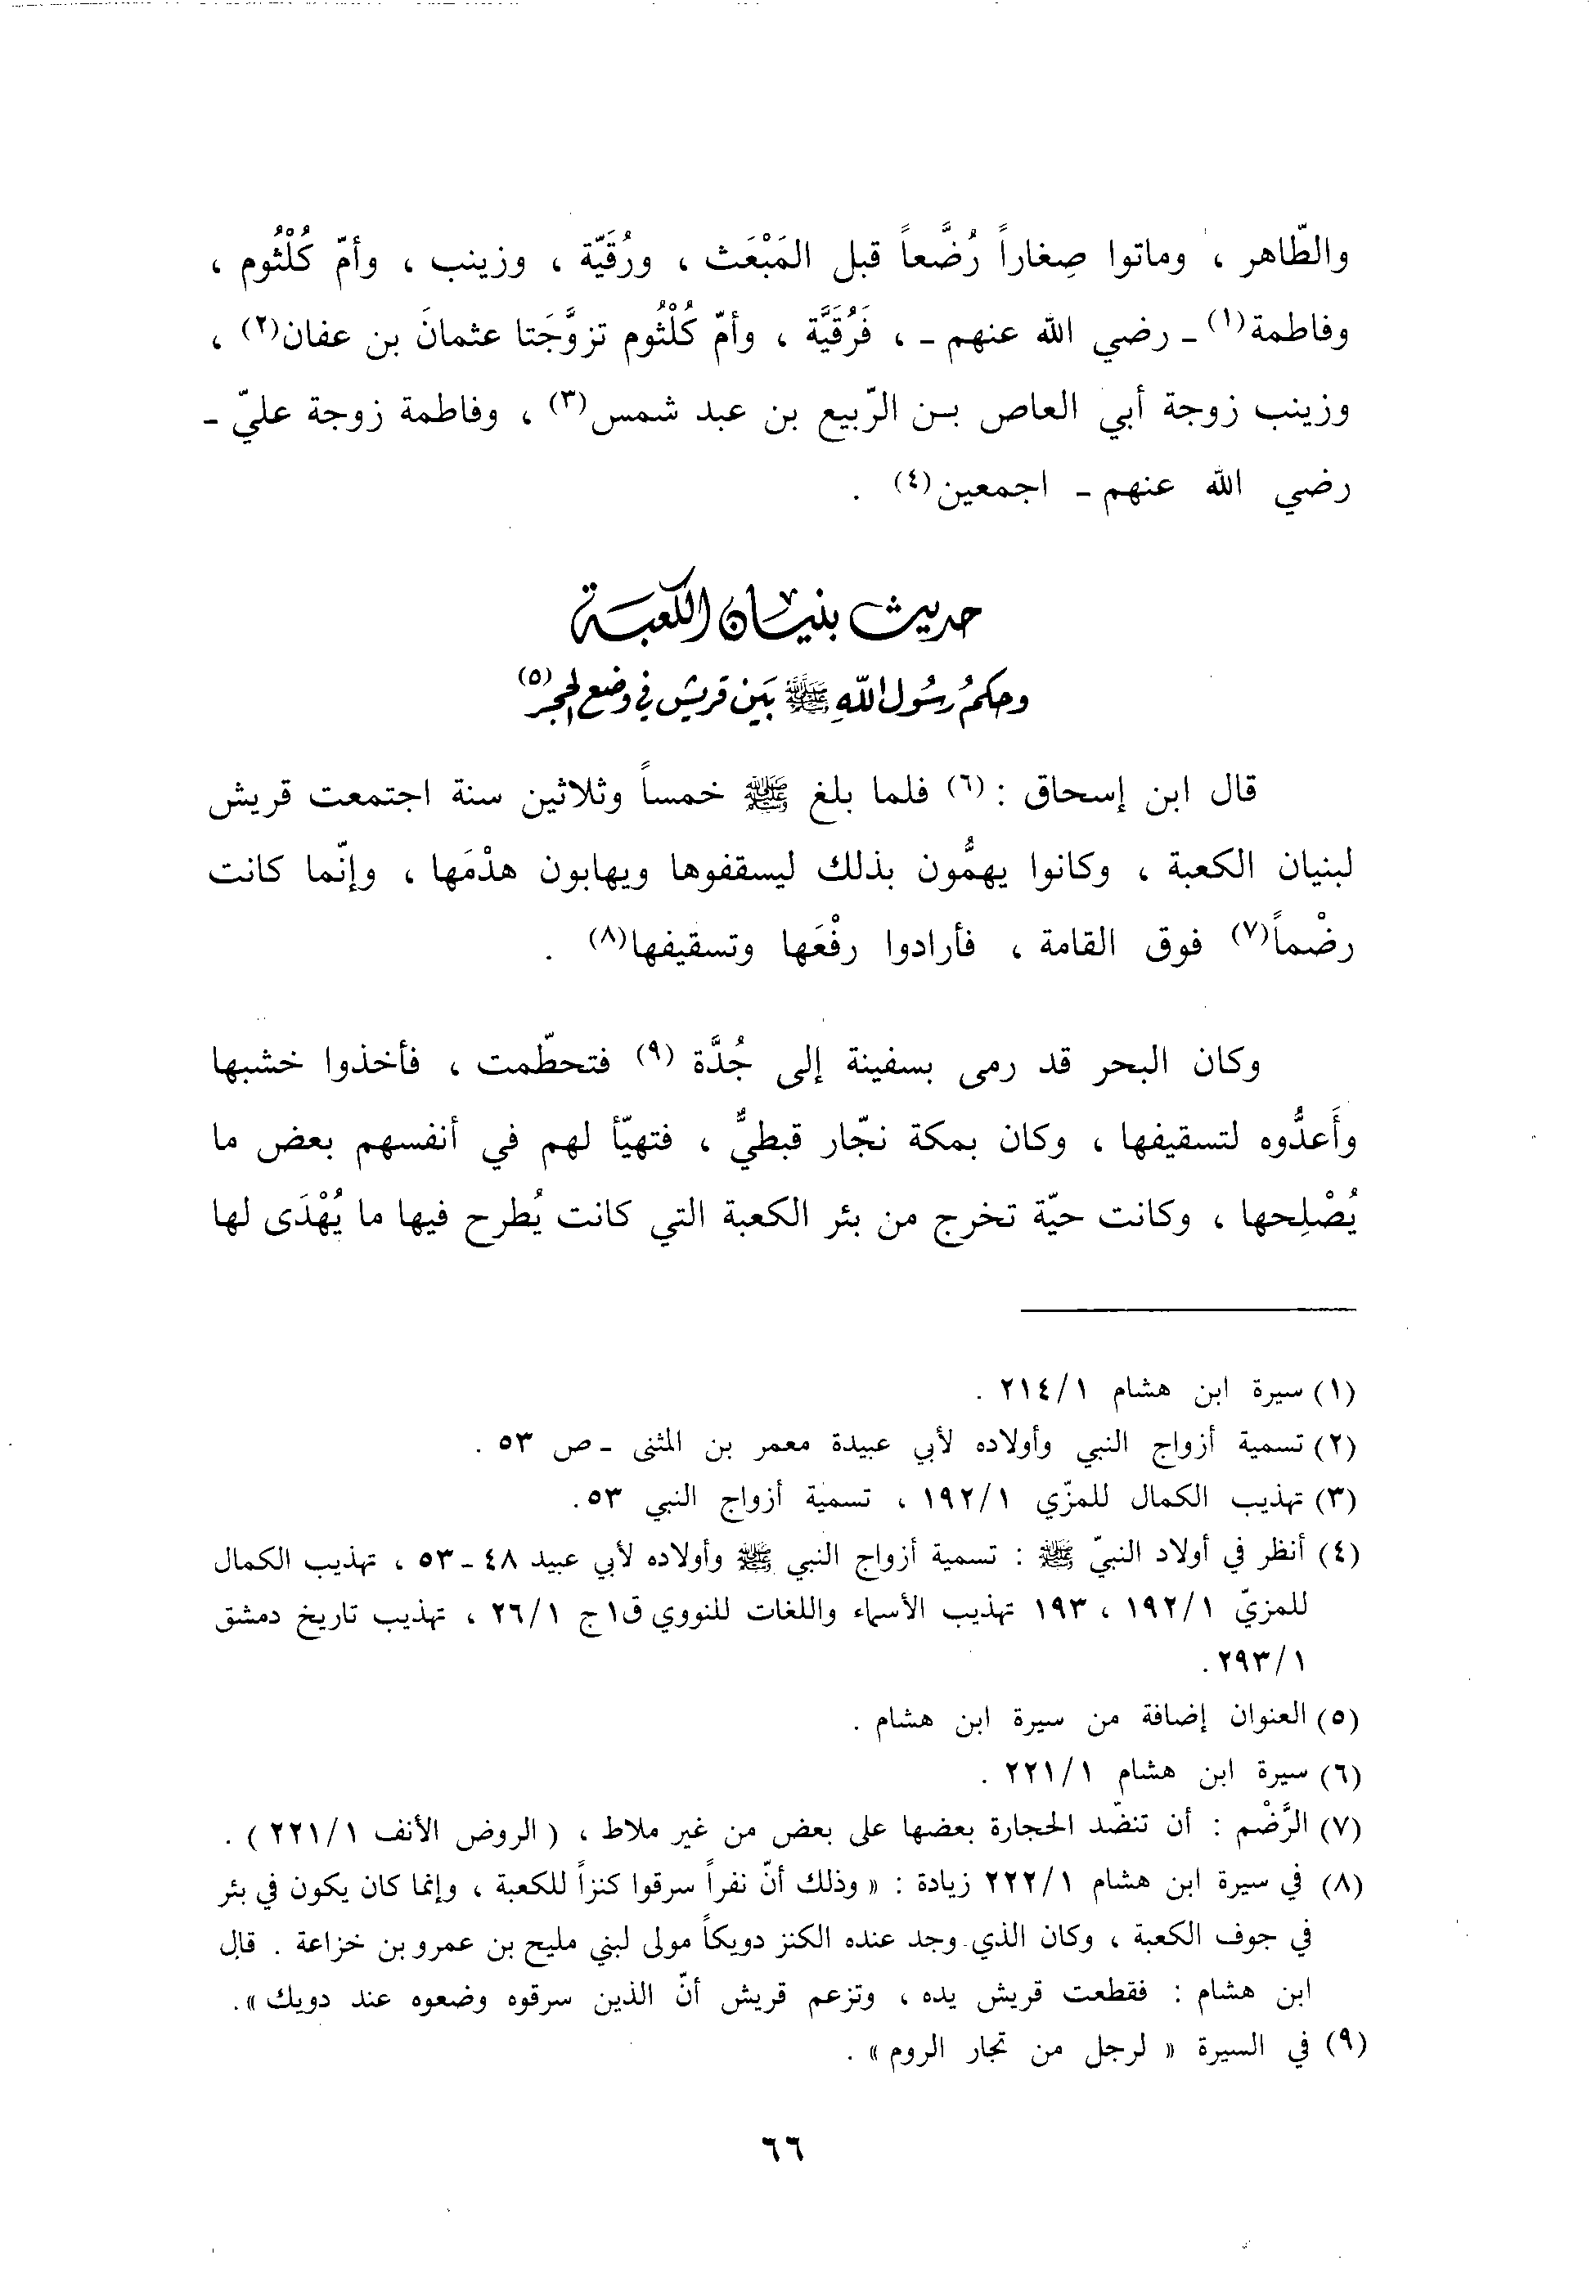 والطّاهر ، وماتوا صِغاراً رُضَّعاً قبل المَبْعَث ، ورُقَيّة ، وزينب ، وأمّ كُلْثُوم ،
وفاطمة(١) ـ رضي الله عنهم ـ ، فَرُقَيَّة ، وأمّ كُلْثُوم تزوَّجَتا عثمانَ بن عفان(٢) ،
وزينب زوجة أبي العاص بـن الرّبيع بن عبد شمس(٣) ، وفاطمة زوجة عليّ ـ
رضي الله عنهم ـ اجمعين(٤) .
حديث بنيان الكعبة
وحكمُ رسُول اللهِ ﷺ بَين قريش في وضع الحجر(٥)
قال ابن إسحاق : (٦) فلما بلغ ﷺ خمساً وثلاثين سنة اجتمعت قريش
لبنيان الكعبة ، وكانوا يهمُّون بذلك ليسقفوها ويهابون هدْمَها ، وإنّما كانت
رضْماً(٧) فوق القامة ، فأرادوا رفْعَها وتسقيفها(٨) .
وكان البحر قد رمى بسفينة إلى جُدَّة (٩) فتحطّمت ، فأخذوا خشبها
وأَعدُّوه لتسقيفها ، وكان بمكة نجّار قبطيٌّ ، فتهيّأ لهم في أنفسهم بعض ما
يُصْلِحها ، وكانت حيّة تخرج من بئر الكعبة التي كانت يُطرح فيها ما يُهْدَى لها
(١) سيرة ابن هشام ٢١٤/١ .
(٢) تسمية أزواج النبي وأولاده لأبي عبيدة معمر بن المثنى ـ ص ٥٣ .
(٣) تهذيب الكمال للمزّي ١٩٢/١ ، تسمية أزواج النبي ٥٣.
(٤) أنظر في أولاد النبيّ ﷺ : تسمية أزواج النبي ﷺ وأولاده لأبي عبيد ٤٨ ـ ٥٣ ، تهذيب الكمال
للمزيّ ١٩٢/١ ، ١٩٣ تهذيب الأسماء واللغات للنووي ق١ج ٢٦/١ ، تهذيب تاريخ دمشق
٢٩٣/١ .
(٥) العنوان إضافة من سيرة ابن هشام .
(٦) سيرة ابن هشام ٢٢١/١ .
(٧) الرَّضْم : أن تنضّد الحجارة بعضها على بعض من غير ملاط ، ( الروض الأنف ٢٢١/١ ) .
(٨) في سيرة ابن هشام ٢٢٢/١ زيادة : « وذلك أنّ نفراً سرقوا كنزاً للكعبة ، وإنما كان يكون في بئر
في جوف الكعبة ، وكان الذي وجد عنده الكنز دويكاً مولى لبني مليح بن عمرو بن خزاعة . قال
ابن هشام : فقطعت قريش يده ، وتزعم قريش أنّ الذين سرقوه وضعوه عند دويك ».
(٩) في السيرة « لرجل من تجار الروم » .
٦٦